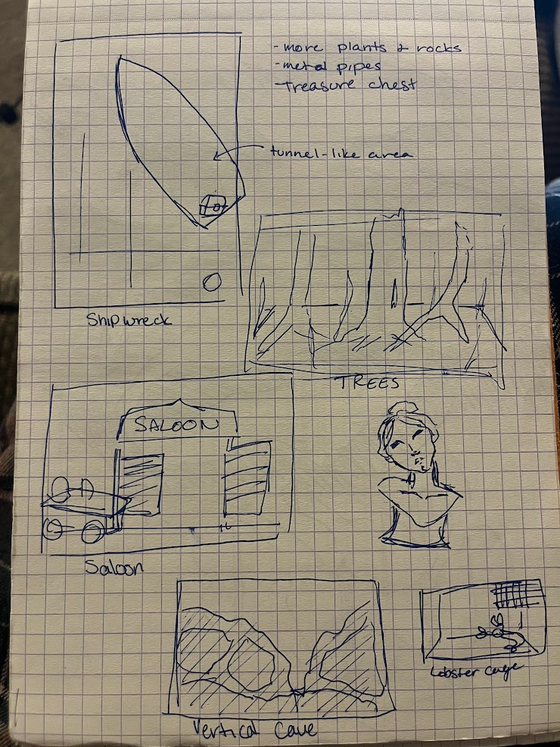 -more plants & rocks
-metal pipes
-Treasure chest
tunnel-like area
Shipwreck
TREES
SALOON
Saloon
Lobster cage
Vertical Cave